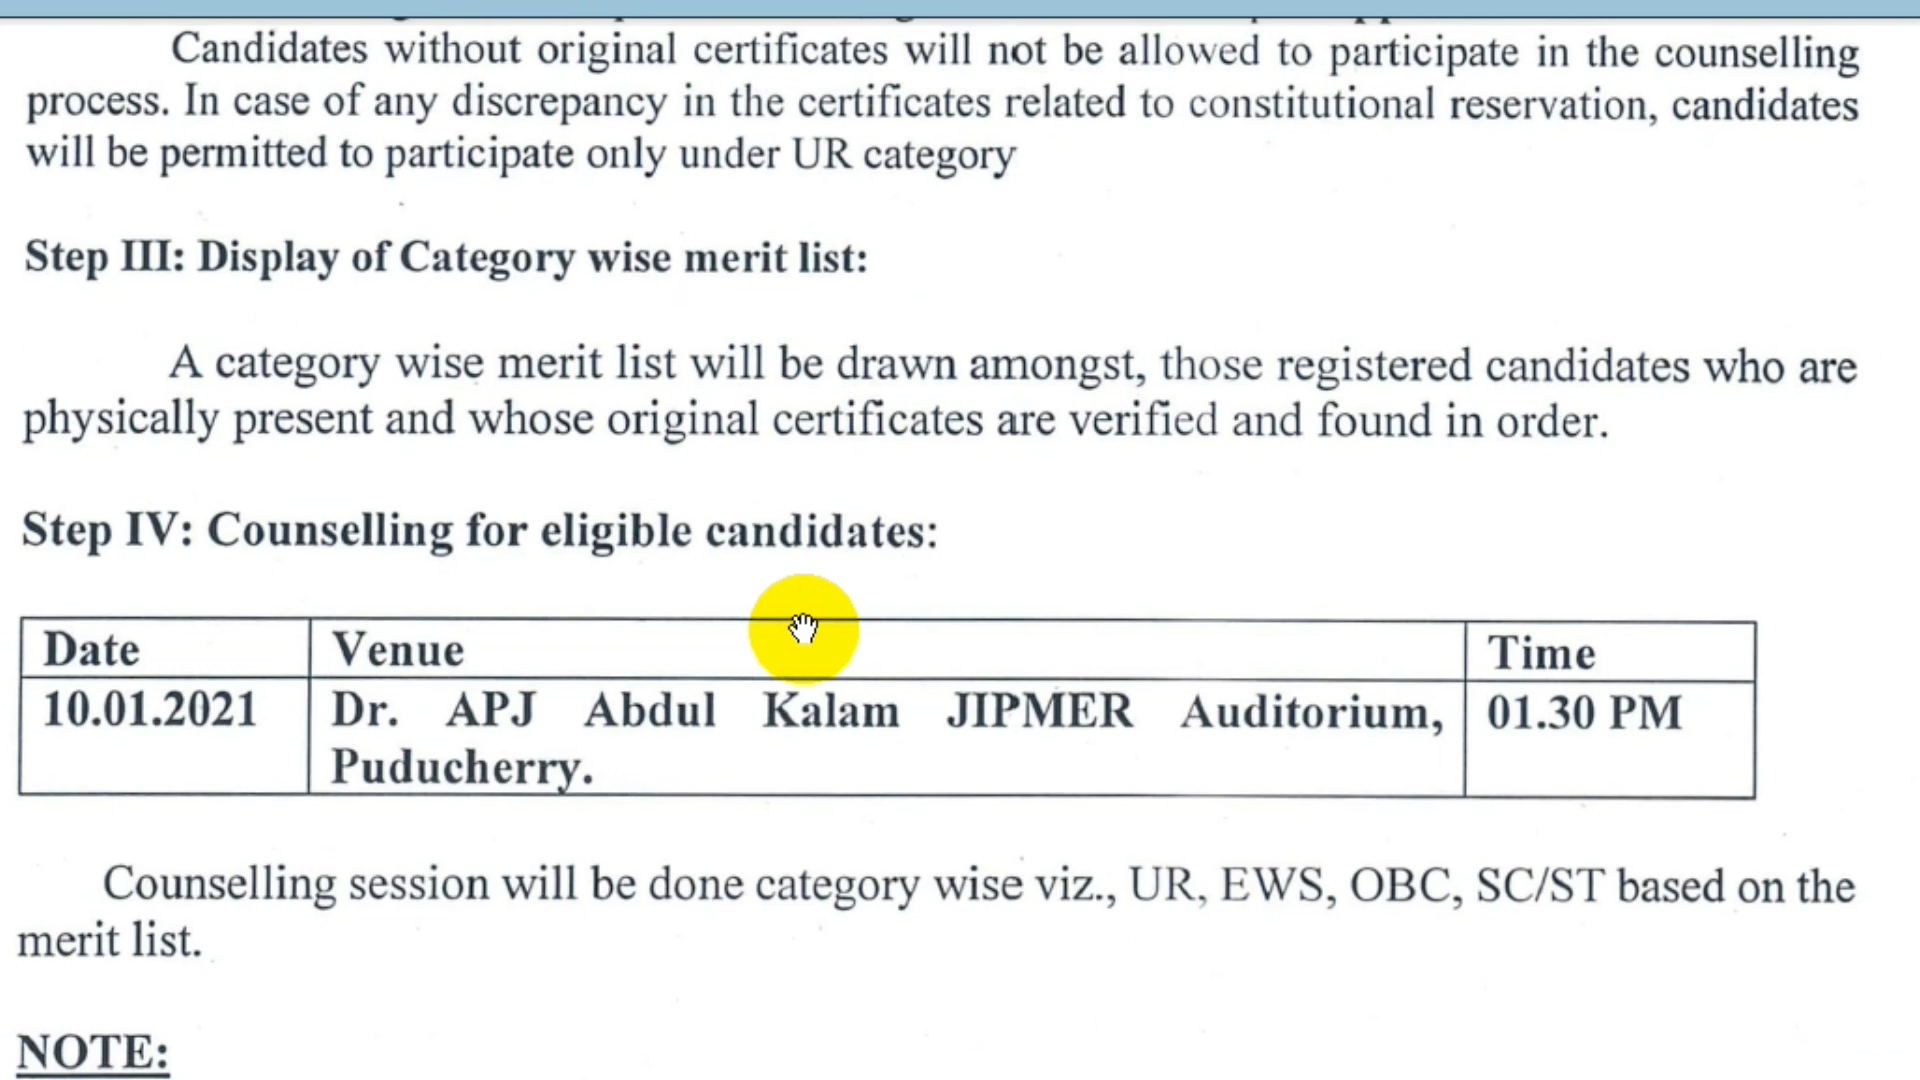 Candidates without original certificates will not be allowed to participate in the counselling
process. In case of any discrepancy in the certificates related to constitutional reservation, candidates
will be permitted to participate only under UR category
Step III: Display of Category wise merit list:
A category wise merit list will be drawn amongst, those registered candidates who are
physically present and whose original certificates are verified and found in order.
Step IV: Counselling for eligible candidates:
Date Venue Time
10.01.2021 Dr. APJ Abdul Kalam JIPMER Auditorium, 01.30 PM
Puducherry.
Counselling session will be done category wise viz., UR, EWS, OBC, SC/ST based on the
merit list.
NOTE: